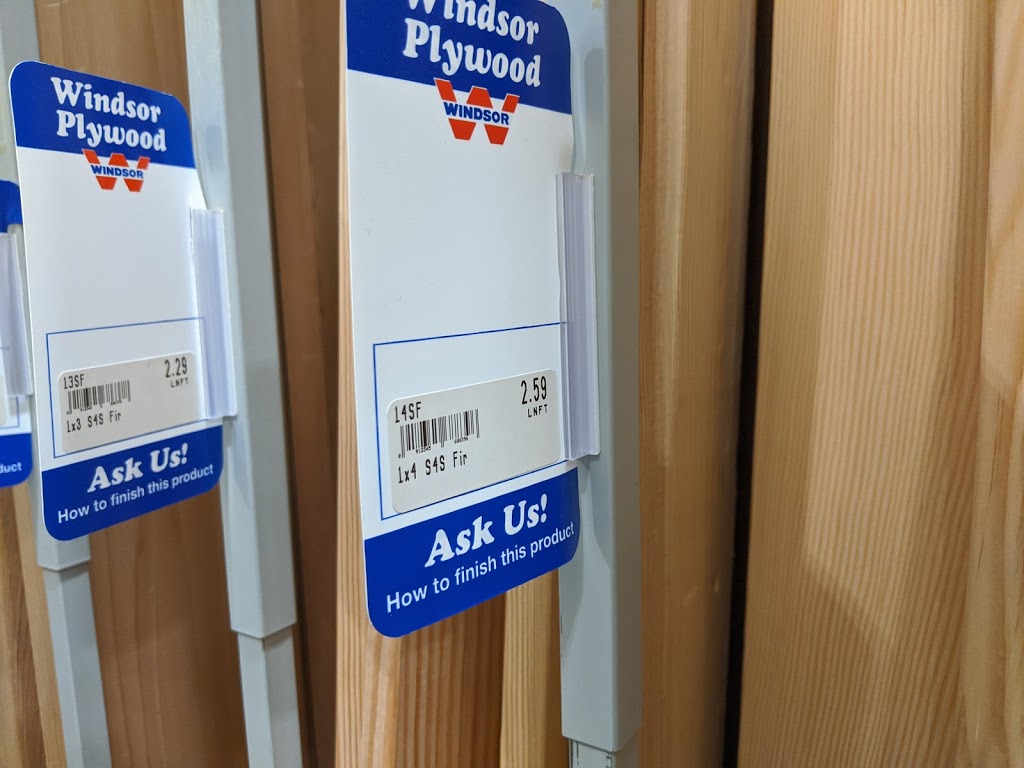 Windsor
Plywood
WINDSOR
13SF
2.29
LNFT
1x3 S4S Fir
Ask Us!
How to finish this product
Windsor
Plywood
WINDSOR
14SF
2.59
LNFT
1x4 S4S Fir
Ask Us!
How to finish this product
duct